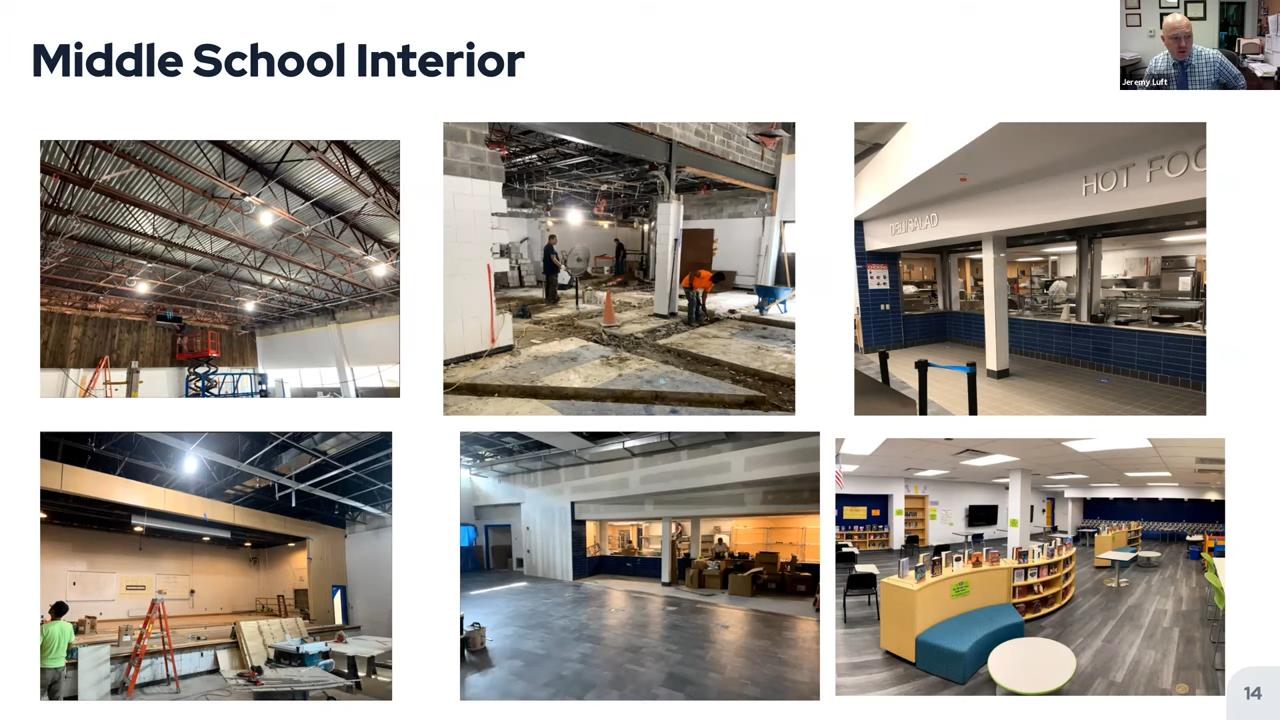 Middle School Interior
Jeremy Luft
DELI SALAD
HOT FOO
14